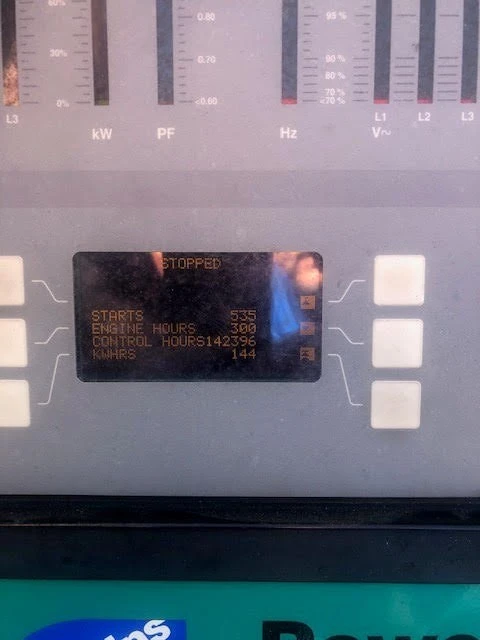 60%
0.80
95 %
30%
0.70
90 %
80 %
70 %
0%
<0.60
<70 %
L3
L1
L2
L3
kW
PF
Hz
V~
STOPPED
STARTS 535
ENGINE HOURS 300
CONTROL HOURS142396
KWHRS 144